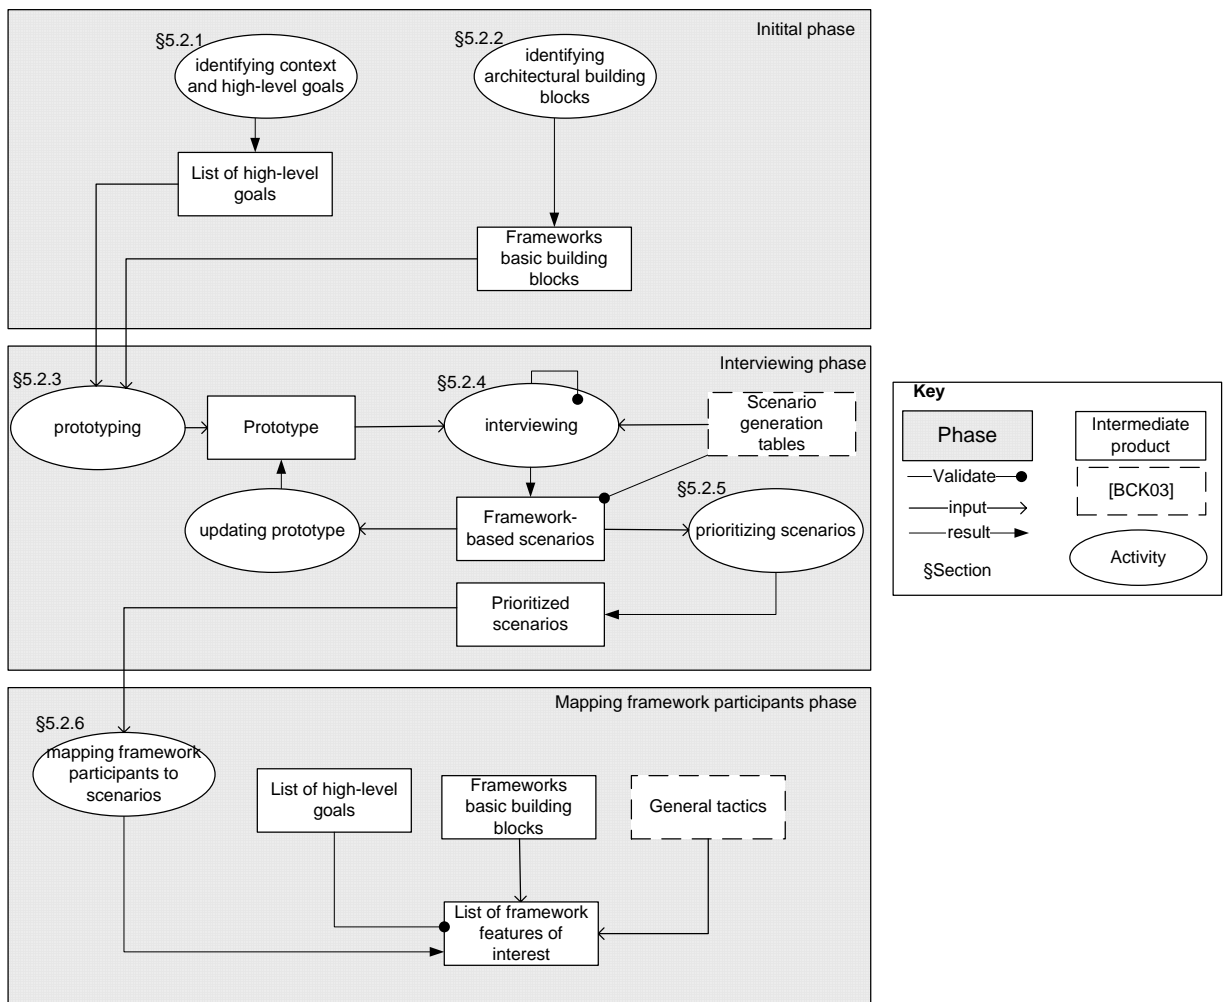 Initital phase
§5.2.1
identifying context
and high-level goals
§5.2.2
identifying
architectural building
blocks
List of high-level
goals
Frameworks
basic building
blocks
Interviewing phase
§5.2.3
prototyping
Prototype
§5.2.4
interviewing
Scenario
generation
tables
updating prototype
Framework-
based scenarios
§5.2.5
prioritizing scenarios
Prioritized
scenarios
Mapping framework participants phase
§5.2.6
mapping framework
participants to
scenarios
List of high-level
goals
Frameworks
basic building
blocks
General tactics
List of framework
features of
interest
Key
Phase
Intermediate
product
Validate
input
result
[BCK03]
§Section
Activity